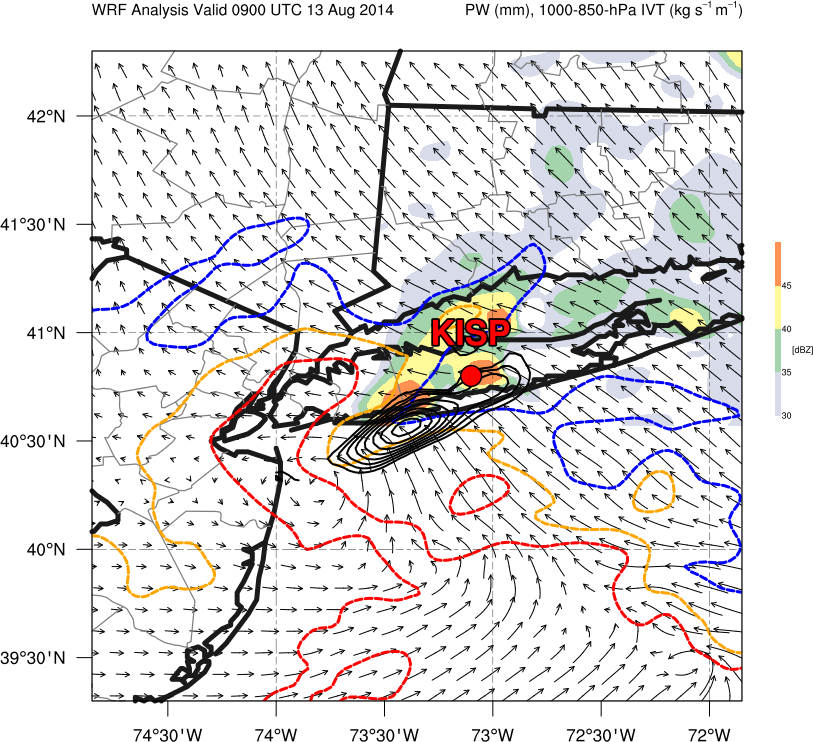 WRF Analysis Valid 0900 UTC 13 Aug 2014 PW (mm), 1000-850-hPa IVT (kg s⁻¹ m⁻¹)
42°N
41°30'N
41°N
40°30'N
40°N
39°30'N
KISP
45
40
[dBZ]
35
30
74°30'W 74°W 73°30'W 73°W 72°30'W 72°W